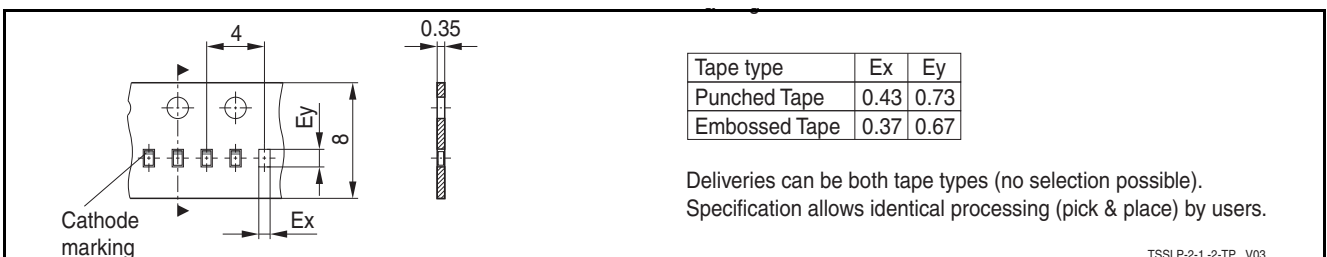 4
0.35
Ey
8
Ex
Cathode
marking
Tape type Ex Ey
Punched Tape 0.43 0.73
Embossed Tape 0.37 0.67
Deliveries can be both tape types (no selection possible).
Specification allows identical processing (pick & place) by users.
TSSLP-2-1,-2-TP V03